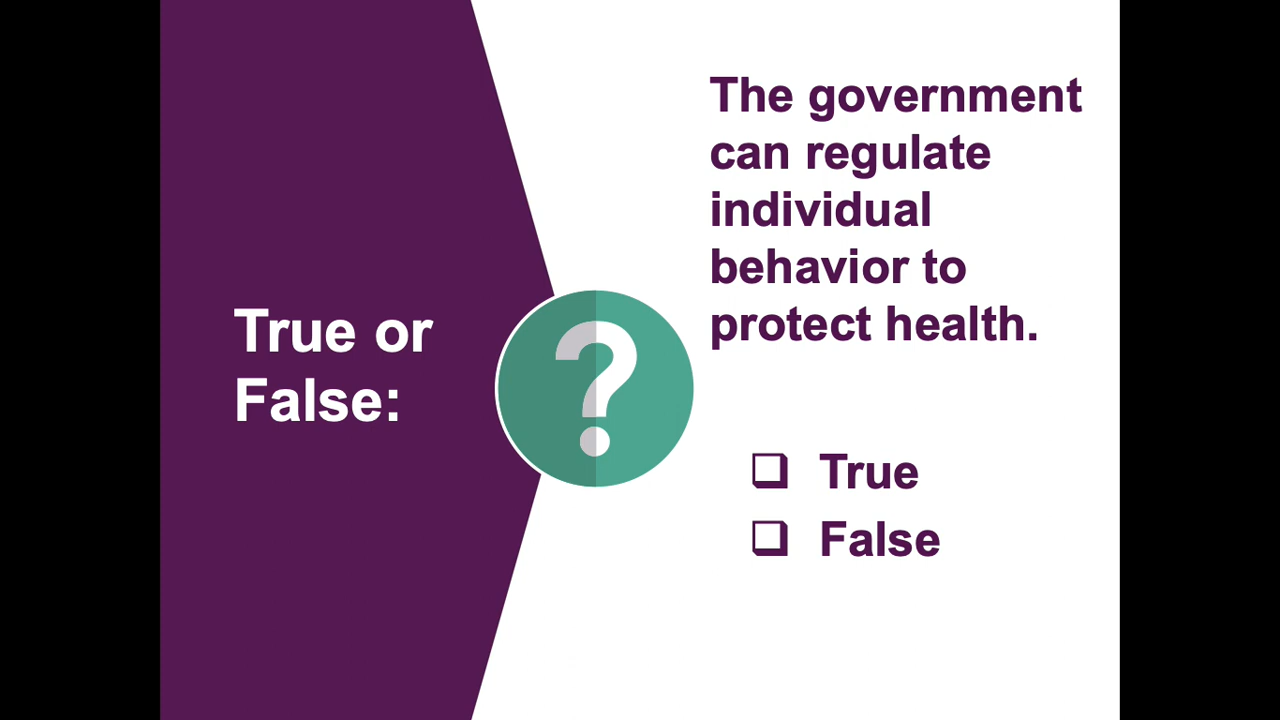 True or
False:
?
The government
can regulate
individual
behavior to
protect health.
❑ True
❑ False